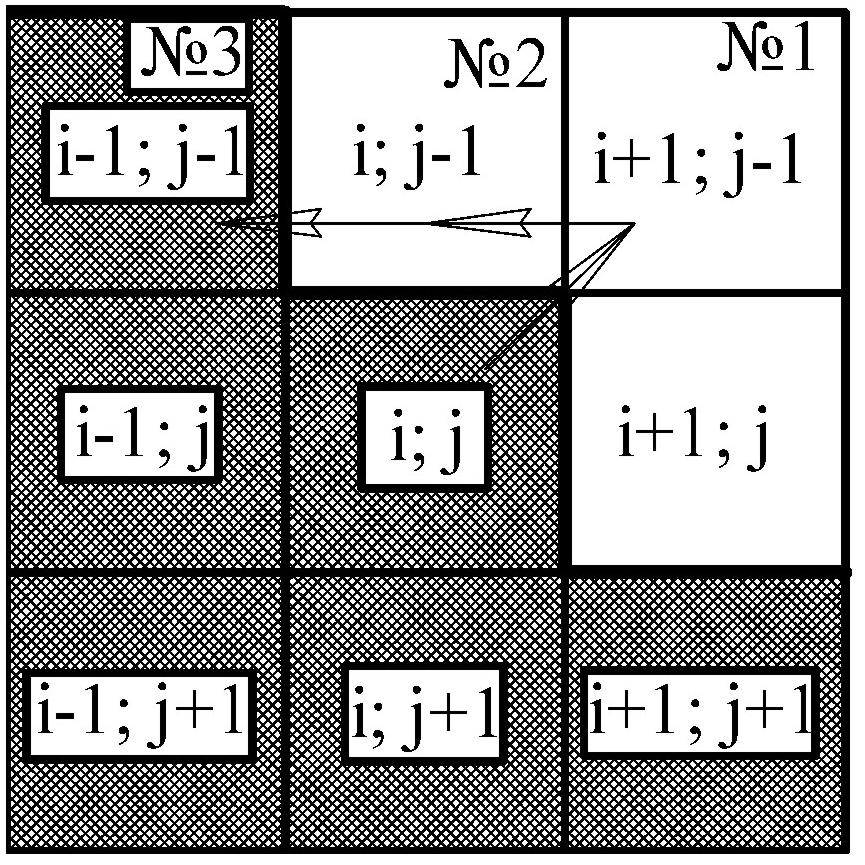 №3
i-1; j-1
№2
i; j-1
№1
i+1; j-1
i-1; j
i; j
i+1; j
i-1; j+1
i; j+1
i+1; j+1